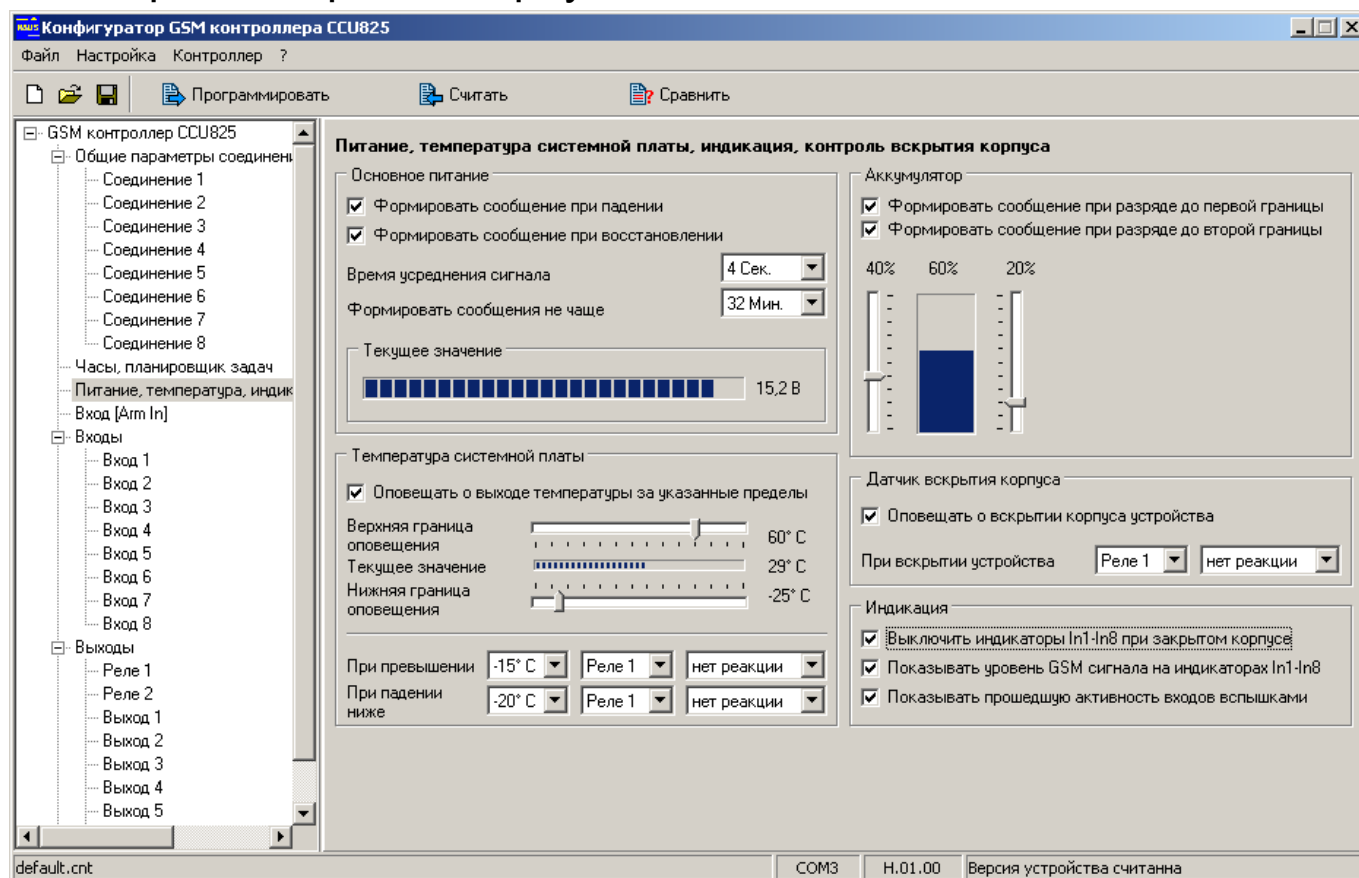 Конфигуратор GSM контроллера CCU825
Файл Настройка Контроллер ?
Программировать Считать Сравнить
GSM контроллер CCU825
Общие параметры соединени
Соединение 1
Соединение 2
Соединение 3
Соединение 4
Соединение 5
Соединение 6
Соединение 7
Соединение 8
Часы, планировщик задач
Питание, температура, индик
Вход [Arm In]
Входы
Вход 1
Вход 2
Вход 3
Вход 4
Вход 5
Вход 6
Вход 7
Вход 8
Выходы
Реле 1
Реле 2
Выход 1
Выход 2
Выход 3
Выход 4
Выход 5
Питание, температура системной платы, индикация, контроль вскрытия корпуса
Основное питание
Формировать сообщение при падении
Формировать сообщение при восстановлении
Время усреднения сигнала 4 Сек.
Формировать сообщения не чаще 32 Мин.
Текущее значение
15,2 В
Температура системной платы
Оповещать о выходе температуры за указанные пределы
Верхняя граница
оповещения 60° С
Текущее значение 29° С
Нижняя граница
оповещения -25° С
При превышении -15° С Реле 1 нет реакции
При падении
ниже -20° С Реле 1 нет реакции
Аккумулятор
Формировать сообщение при разряде до первой границы
Формировать сообщение при разряде до второй границы
40% 60% 20%
Датчик вскрытия корпуса
Оповещать о вскрытии корпуса устройства
При вскрытии устройства Реле 1 нет реакции
Индикация
Выключить индикаторы In1-In8 при закрытом корпусе
Показывать уровень GSM сигнала на индикаторах In1-In8
Показывать прошедшую активность входов вспышками
default.cnt COM3 H.01.00 Версия устройства считанна